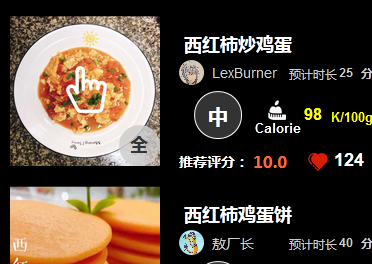 西红柿炒鸡蛋
LexBurner 预计时长 25 分
中 Calorie 98 K/100g
全
推荐评分： 10.0 124
西红柿鸡蛋饼
敖厂长 预计时长 40 分
西
红